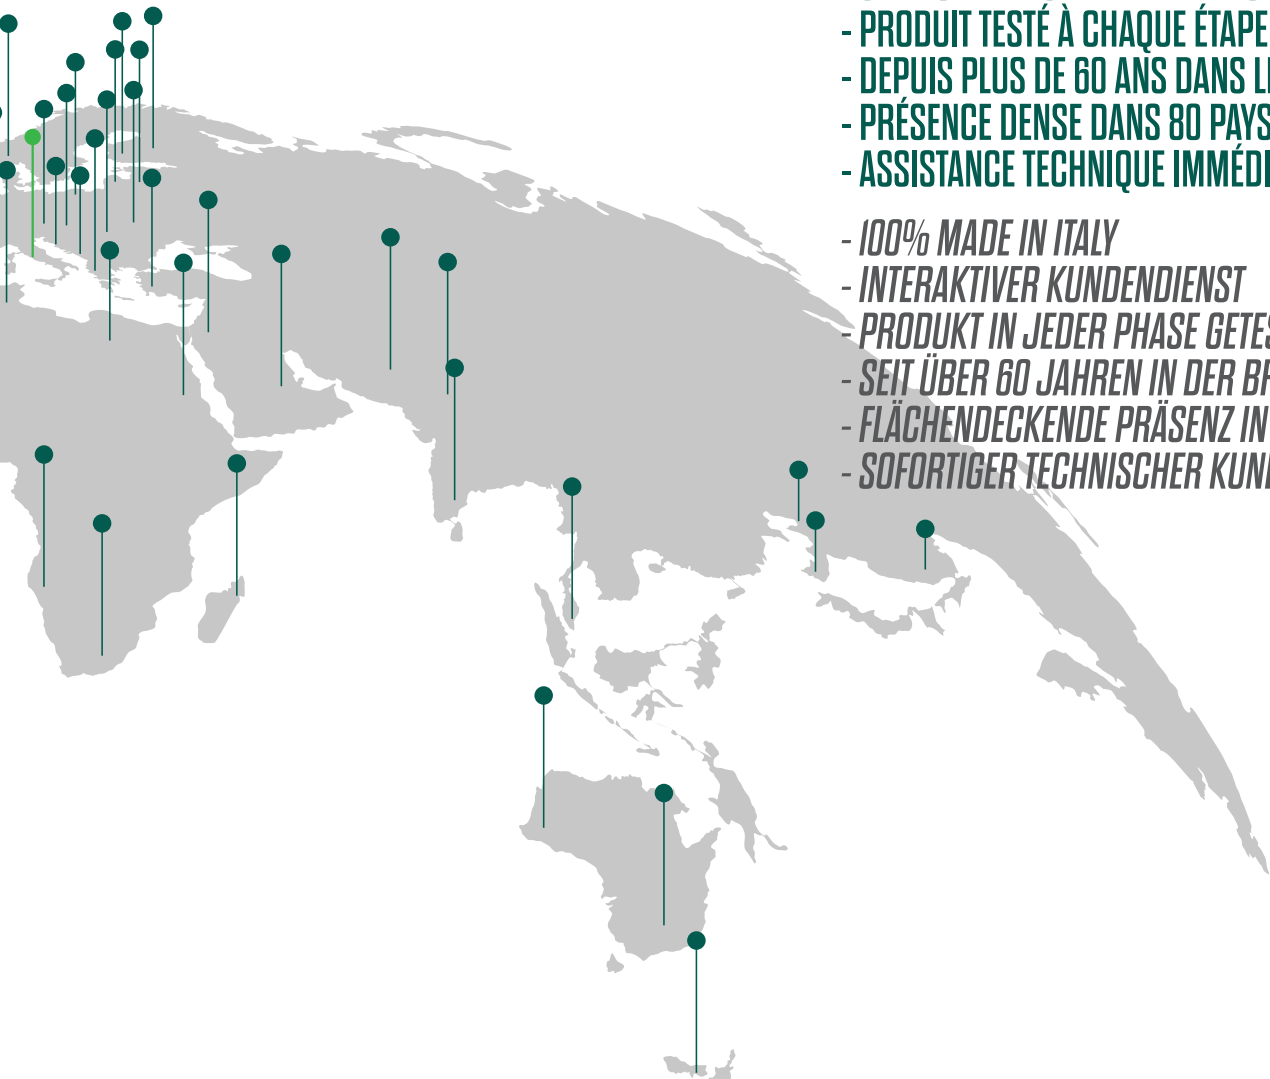 - PRODUIT TESTÉ À CHAQUE ÉTAPE
- DEPUIS PLUS DE 60 ANS DANS
- PRÉSENCE DENSE DANS 80 PAYS
- ASSISTANCE TECHNIQUE
- 100% MADE IN ITALY
- INTERAKTIVER KUNDENDIENST
- PRODUKT IN JEDER PHASE
- SEIT ÜBER 60 JAHREN IN DER
- FLÄCHENDECKENDE PRÄSENZ IN
- SOFORTIGER TECHNISCHER